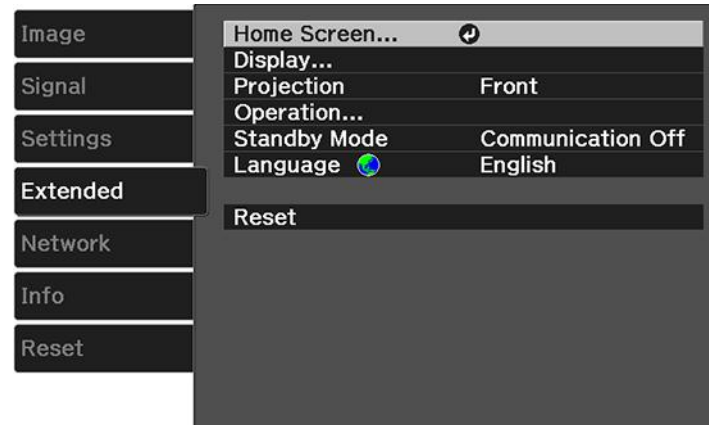 Image
Signal
Settings
Extended
Network
Info
Reset
Home Screen...
Display...
Projection Front
Operation...
Standby Mode Communication Off
Language English
Reset